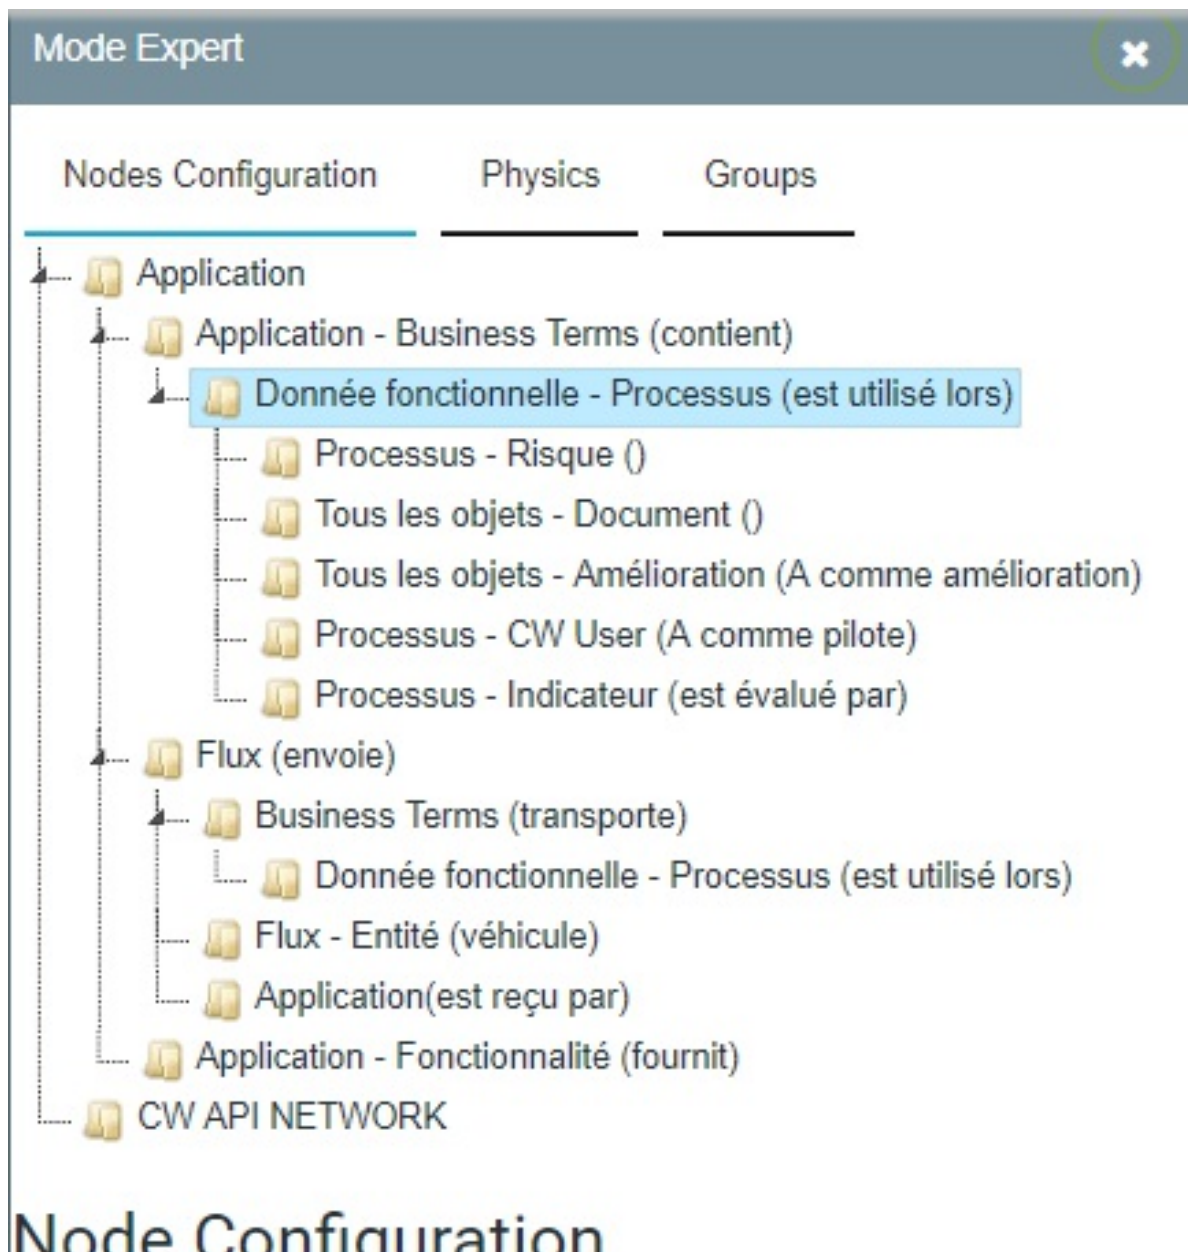 Mode Expert
Nodes Configuration Physics Groups
Application
Application - Business Terms (contient)
Donnée fonctionnelle - Processus (est utilisé lors)
Processus - Risque ()
Tous les objets - Document ()
Tous les objets - Amélioration (A comme amélioration)
Processus - CW User (A comme pilote)
Processus - Indicateur (est évalué par)
Flux (envoie)
Business Terms (transporte)
Donnée fonctionnelle - Processus (est utilisé lors)
Flux - Entité (véhicule)
Application(est reçu par)
Application - Fonctionnalité (fournit)
CW API NETWORK
Node Configuration